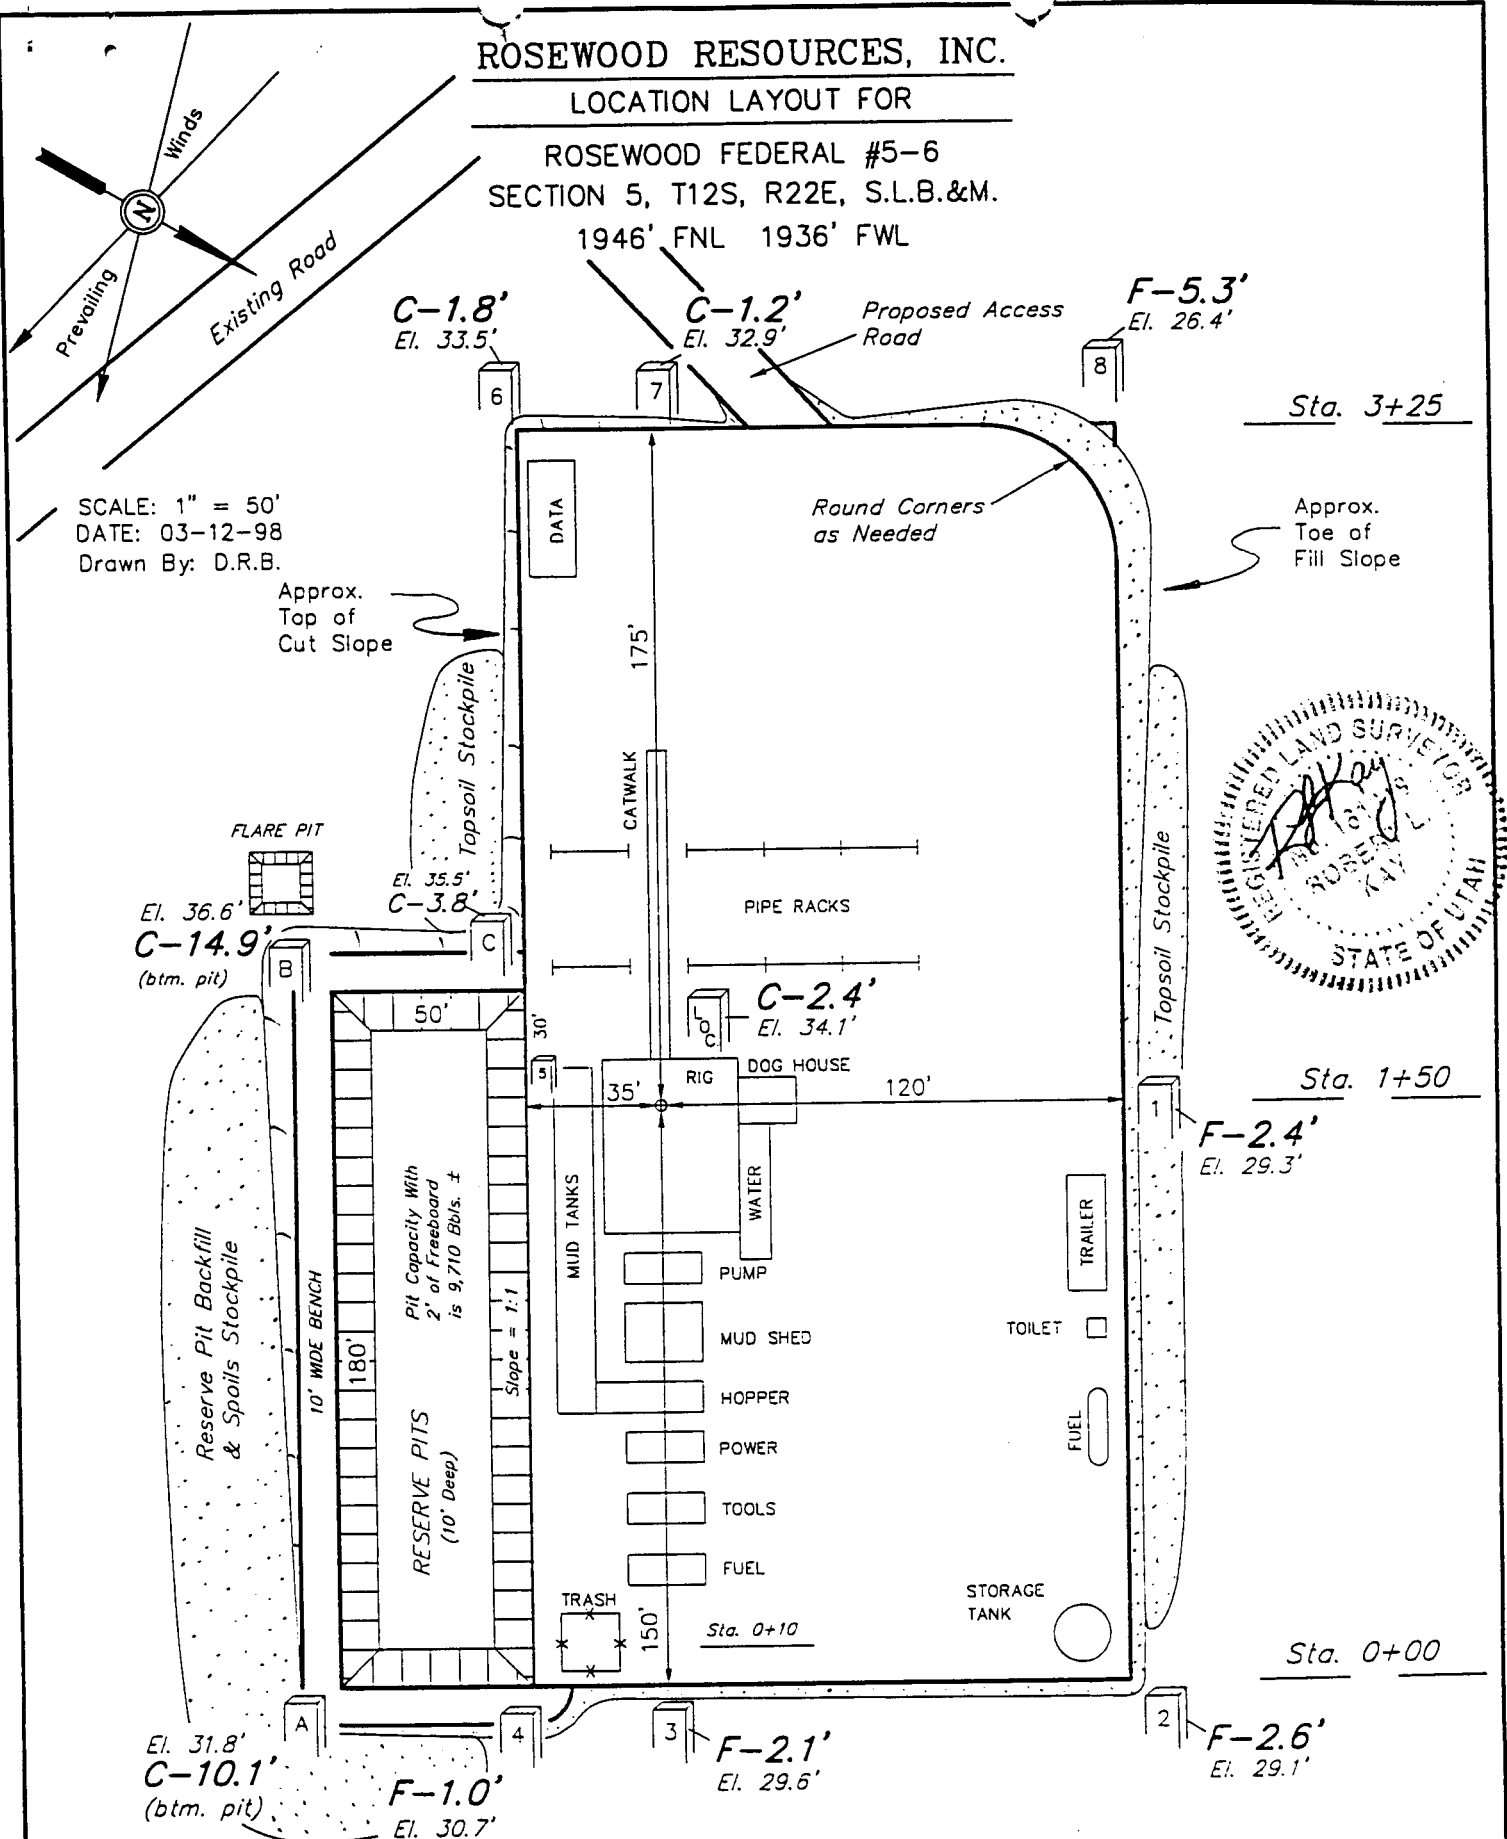 ROSEWOOD RESOURCES, INC.
LOCATION LAYOUT FOR
ROSEWOOD FEDERAL #5-6
SECTION 5, T12S, R22E, S.L.B.&M.
1946' FNL 1936' FWL
Winds
N
Prevailing
Existing Road
SCALE: 1" = 50'
DATE: 03-12-98
Drawn By: D.R.B.
C-1.8'
El. 33.5'
6
C-1.2'
El. 32.9'
7
Proposed Access
Road
F-5.3'
El. 26.4'
8
Sta. 3+25
DATA
Round Corners
as Needed
Approx.
Toe of
Fill Slope
Approx.
Top of
Cut Slope
175'
Topsoil Stockpile
CATWALK
REGISTERED LAND SURVEYOR
ROBERT L.
KAY
STATE OF UTAH
FLARE PIT
El. 35.5'
C-3.8'
C
El. 36.6'
C-14.9'
(btm. pit)
B
PIPE RACKS
Topsoil Stockpile
LOC.
C-2.4'
El. 34.1'
50'
30'
5
35'
RIG
DOG HOUSE
120'
Sta. 1+50
1
F-2.4'
El. 29.3'
Reserve Pit Backfill
& Spoils Stockpile
10' WIDE BENCH
180'
Pit Capacity With
2' of Freeboard
is 9,710 Bbls. ±
RESERVE PITS
(10' Deep)
Slope = 1:1
MUD TANKS
WATER
TRAILER
PUMP
MUD SHED
TOILET
HOPPER
POWER
FUEL
TOOLS
FUEL
TRASH
150'
Sta. 0+10
STORAGE
TANK
Sta. 0+00
A
El. 31.8'
C-10.1'
(btm. pit)
4
F-1.0'
El. 30.7'
3
F-2.1'
El. 29.6'
2
F-2.6'
El. 29.1'